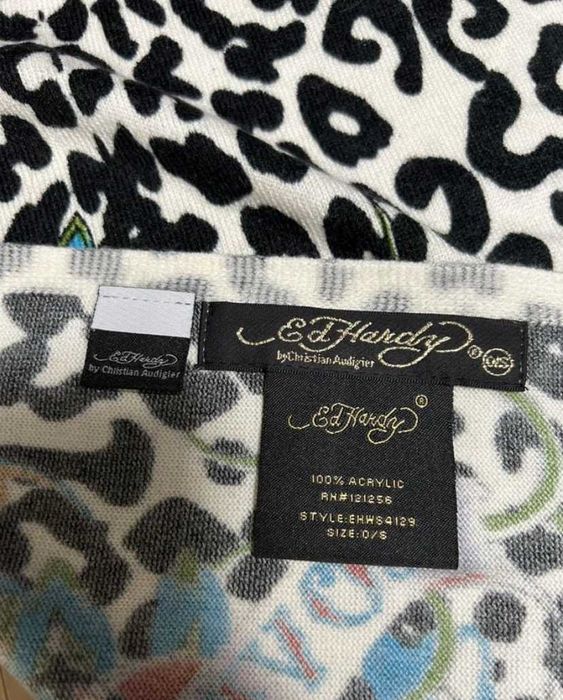 Ed Hardy
by Christian Audigier
Ed Hardy ®
by Christian Audigier
Ed Hardy ®
100% ACRYLIC
RN#121256
STYLE:EHWS4129
SIZE:O/S